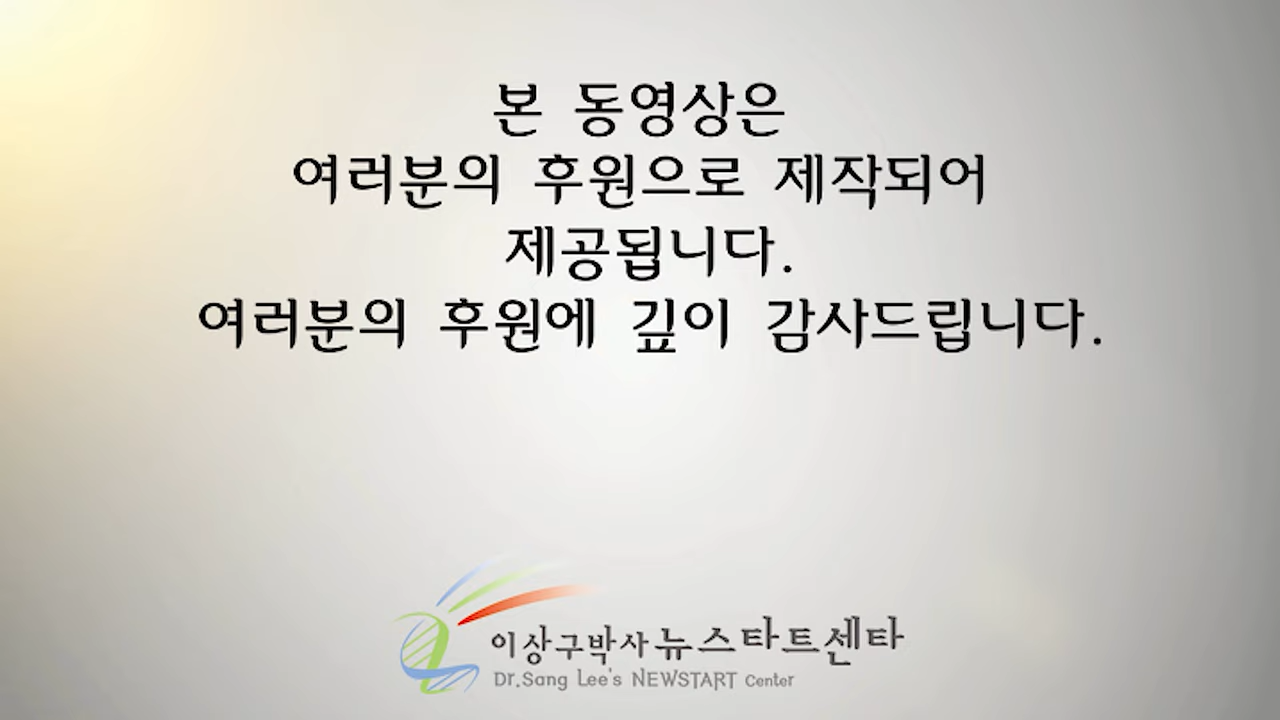 본 동영상은
여러분의 후원으로 제작되어
제공됩니다.
여러분의 후원에 깊이 감사드립니다.
이상구박사 뉴스타트센타
Dr.Sang Lee's NEWSTART Center